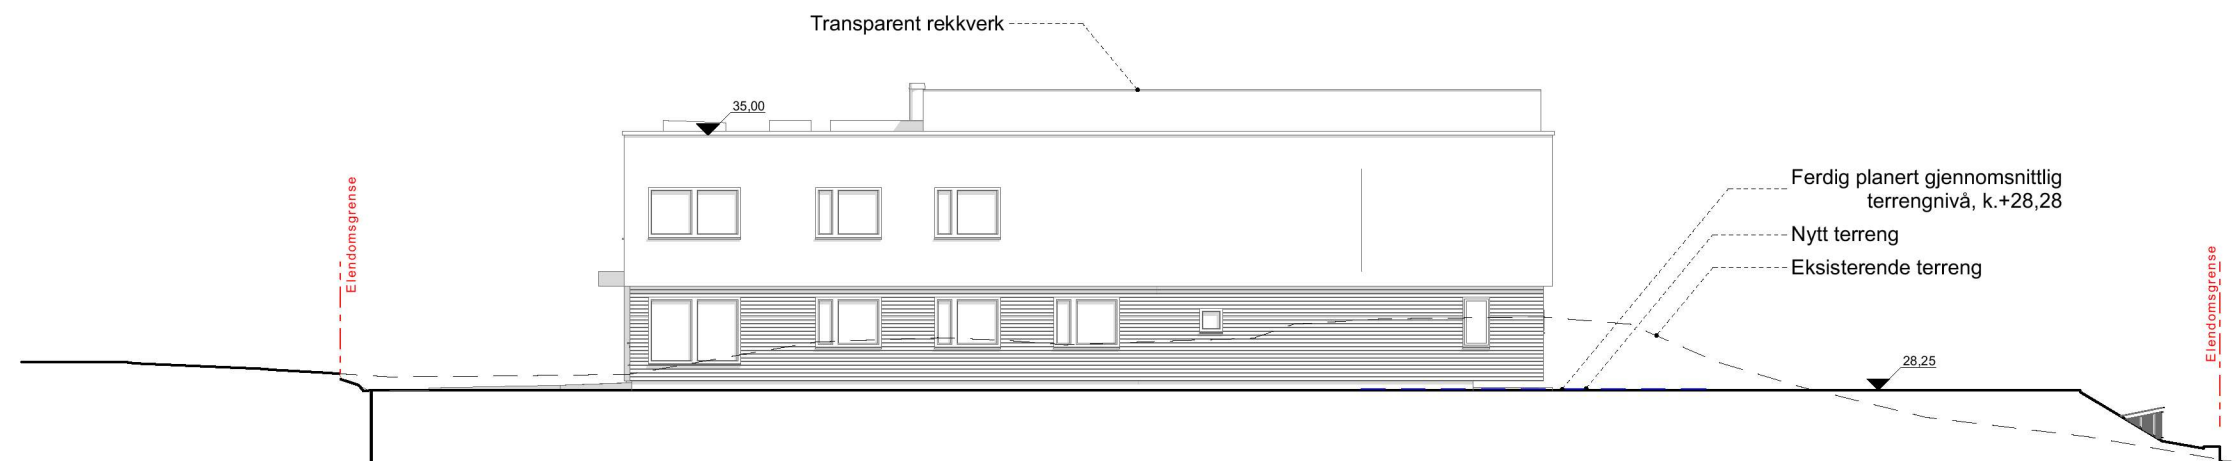 Transparent rekkverk
35,00
Elendomsgrense
Ferdig planert gjennomsnittlig
terrengnivå, k.+28,28
Nytt terreng
Eksisterende terreng
Elendomsgrense
28,25